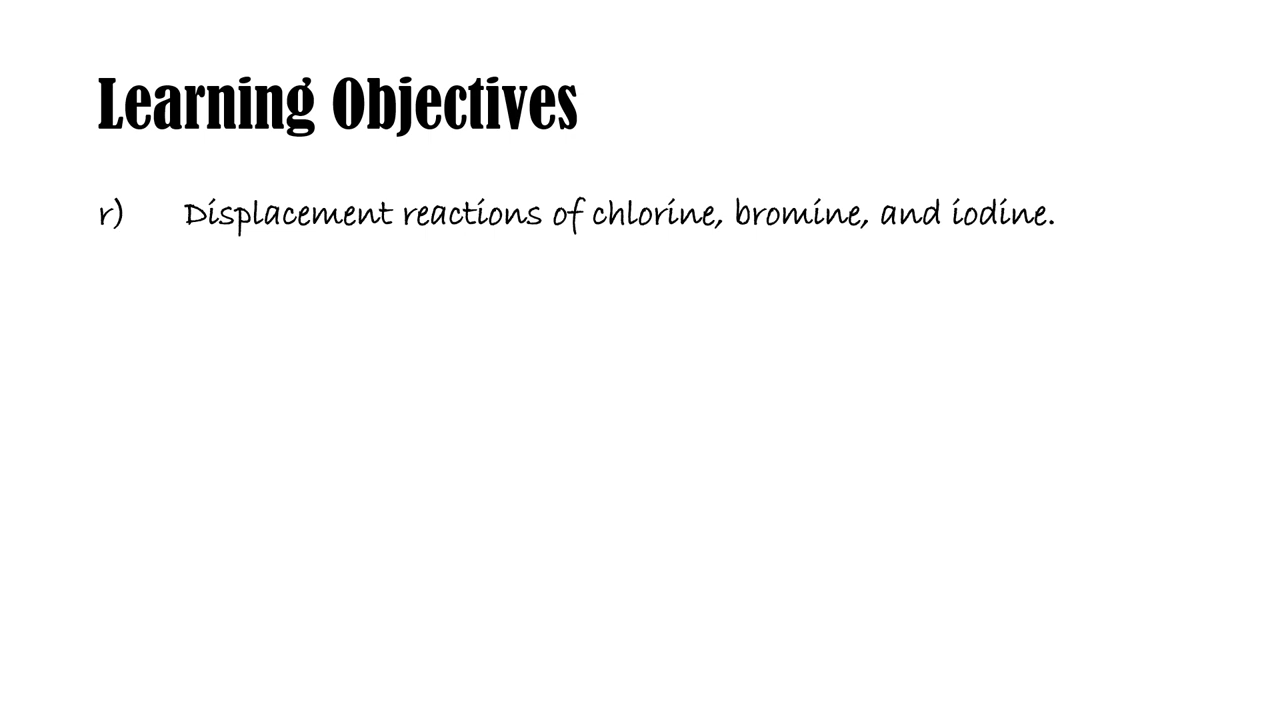 Learning Objectives
r) Displacement reactions of chlorine, bromine, and iodine.